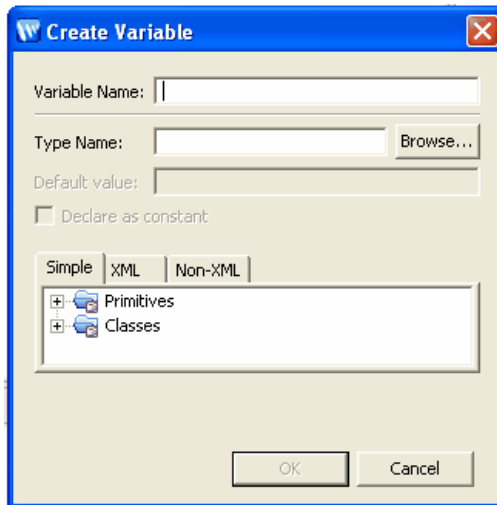 Create Variable
Variable Name:
Type Name: Browse...
Default value:
Declare as constant
Simple XML Non-XML
Primitives
Classes
OK Cancel